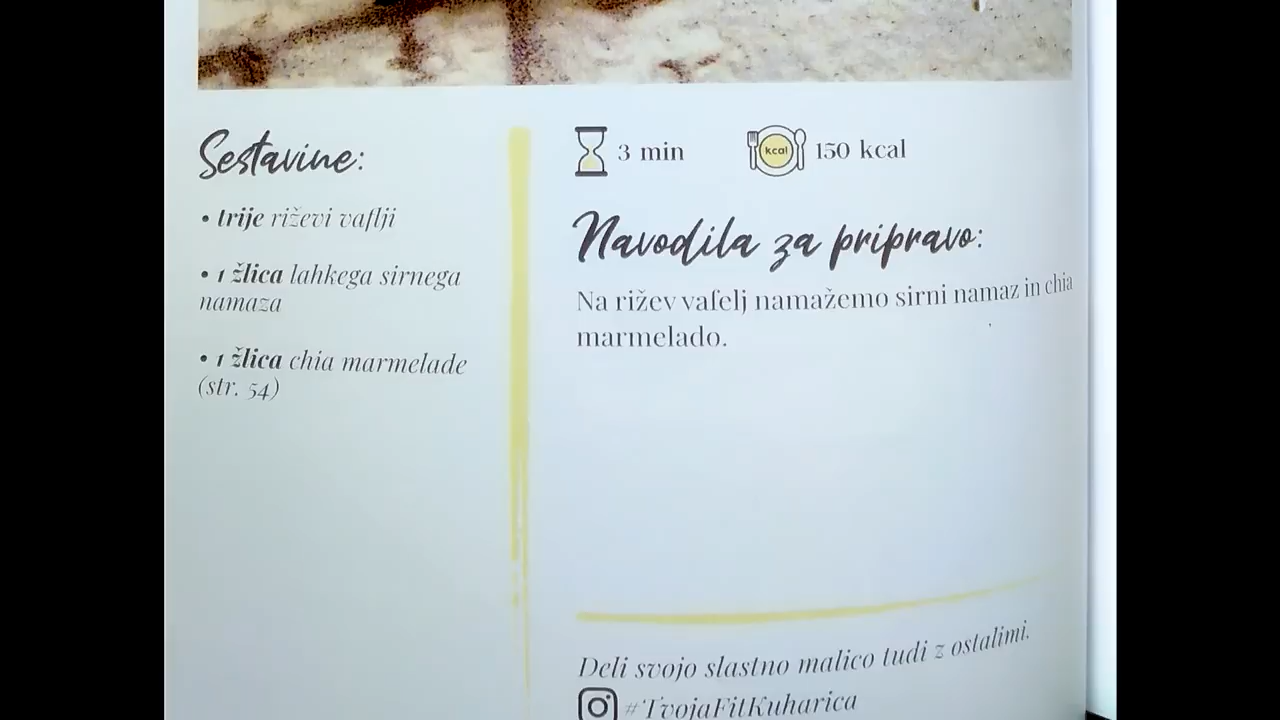 Sestavine:
• trije riževi vaflji
• 1 žlica lahkega sirnega
namaza
• 1 žlica chia marmelade
(str. 54)
3 min
kcal
150 kcal
Navodila za pripravo:
Na rižev vafelj namažemo sirni namaz in chia
marmelado.
Deli svojo slastno malico tudi z ostalimi.
#TvojaFitKuharica